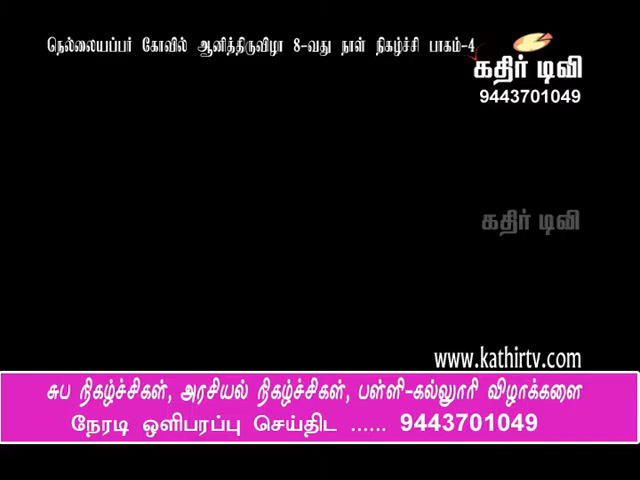 நெல்லையப்பர் கோவில் ஆனித்திருவிழா 8-வது நாள் நிகழ்ச்சி பாகம்-4
கதிர் டிவி
9443701049
கதிர் டிவி
www.kathirtv.com
சுப நிகழ்ச்சிகள், அரசியல் நிகழ்ச்சிகள், பள்ளி-கல்லூரி விழாக்களை
நேரடி ஒளிபரப்பு செய்திட ...... 9443701049